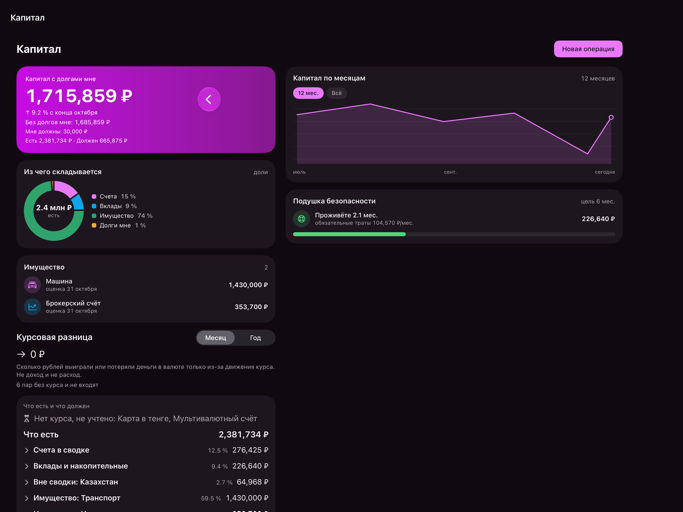 Капитал
Капитал
Новая операция
Капитал с долгами мне
1,715,859 ₽
↑ 9.2 % с конца октября
Без долгов мне: 1,685,859 ₽
Мне должны: 30,000 ₽
Есть 2,381,734 ₽ · Должен 665,875 ₽
Из чего складывается
доли
2.4 млн ₽
есть
Счета 15 %
Вклады 9 %
Имущество 74 %
Долги мне 1 %
Имущество
2
Машина
оценка 31 октября
1,430,000 ₽
Брокерский счёт
оценка 31 октября
353,700 ₽
Курсовая разница
Месяц
Год
→ 0 ₽
Сколько рублей выиграли или потеряли деньги в валюте только из-за движения курса.
Не доход и не расход.
6 пар без курса и не входят
Что есть и что должен
Нет курса, не учтено: Карта в тенге, Мультивалютный счёт
Что есть
2,381,734 ₽
Счета в сводке
12.5 % 276,425 ₽
Вклады и накопительные
9.4 % 226,640 ₽
Вне сводки: Казахстан
2.7 % 64,968 ₽
Имущество: Транспорт
59.5 % 1,430,000 ₽
Капитал по месяцам
12 месяцев
12 мес.
Всё
июль
сент.
сегодня
Подушка безопасности
цель 6 мес.
Проживёте 2.1 мес.
обязательные траты 104,570 ₽/мес.
226,640 ₽